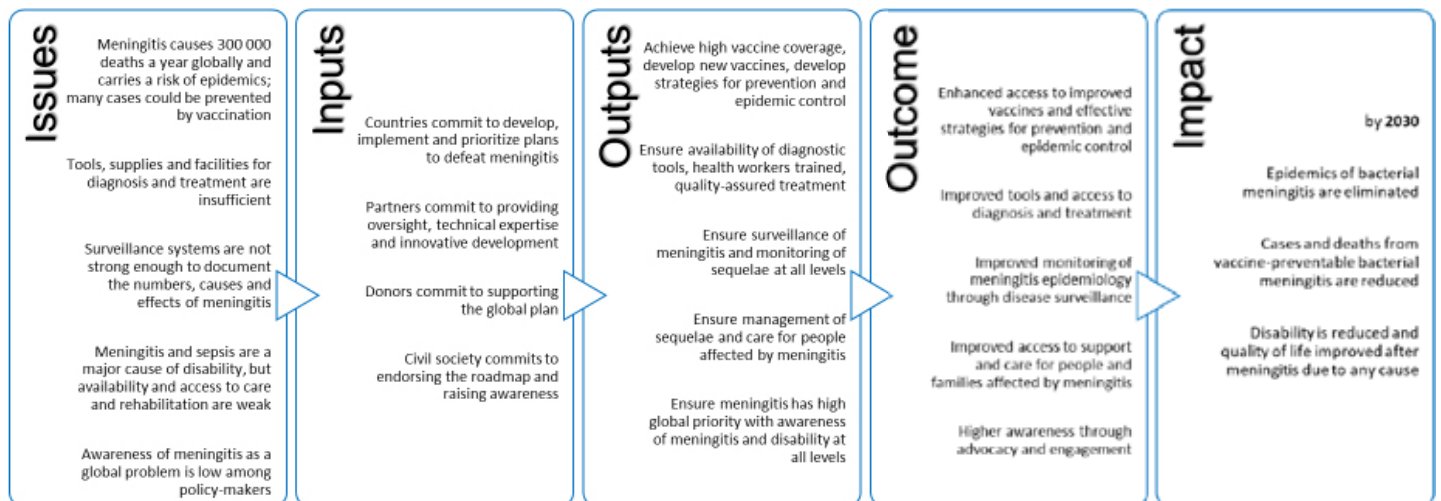 Issues
Meningitis causes 300 000
deaths a year globally and
carries a risk of epidemics;
many cases could be prevented
by vaccination
Tools, supplies and facilities for
diagnosis and treatment are
insufficient
Surveillance systems are not
strong enough to document
the numbers, causes and
effects of meningitis
Meningitis and sepsis are a
major cause of disability, but
availability and access to care
and rehabilitation are weak
Awareness of meningitis as a
global problem is low among
policy-makers
Inputs
Countries commit to develop,
implement and prioritize plans
to defeat meningitis
Partners commit to providing
oversight, technical expertise
and innovative development
Donors commit to supporting
the global plan
Civil society commits to
endorsing the roadmap and
raising awareness
Outputs
Achieve high vaccine coverage,
develop new vaccines, develop
strategies for prevention and
epidemic control
Ensure availability of diagnostic
tools, health workers trained,
quality-assured treatment
Ensure surveillance of
meningitis and monitoring of
sequelae at all levels
Ensure management of
sequelae and care for people
affected by meningitis
Ensure meningitis has high
global priority with awareness
of meningitis and disability at
all levels
Outcome
Enhanced access to improved
vaccines and effective
strategies for prevention and
epidemic control
Improved tools and access to
diagnosis and treatment
Improved monitoring of
meningitis epidemiology
through disease surveillance
Improved access to support
and care for people and
families affected by meningitis
Higher awareness through
advocacy and engagement
Impact
by 2030
Epidemics of bacterial
meningitis are eliminated
Cases and deaths from
vaccine-preventable bacterial
meningitis are reduced
Disability is reduced and
quality of life improved after
meningitis due to any cause